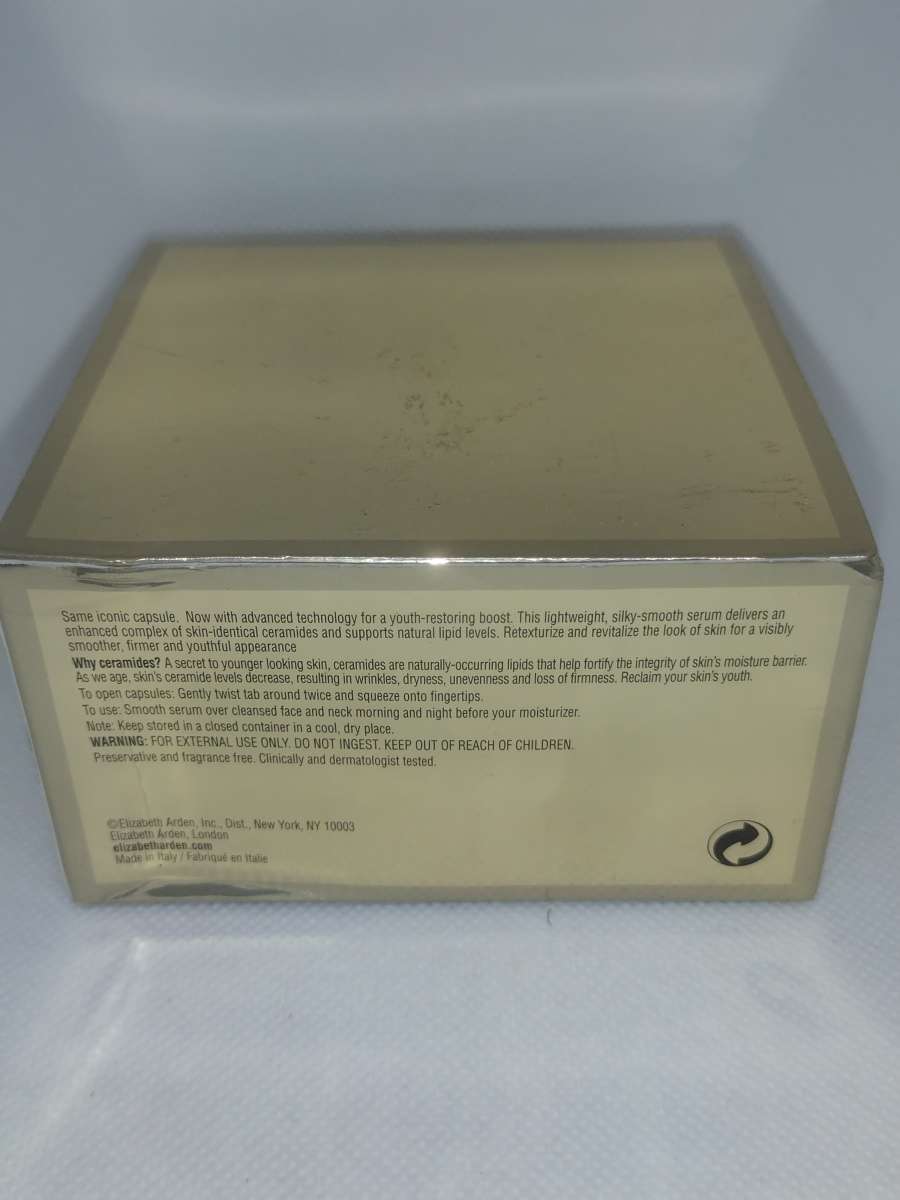 Same iconic capsule. Now with advanced technology for a youth-restoring boost. This lightweight, silky-smooth serum delivers an
enhanced complex of skin-identical ceramides and supports natural lipid levels. Retexturize and revitalize the look of skin for a visibly
smoother, firmer and youthful appearance
Why ceramides? A secret to younger looking skin, ceramides are naturally-occurring lipids that help fortify the integrity of skin's moisture barrier.
As we age, skin's ceramide levels decrease, resulting in wrinkles, dryness, unevenness and loss of firmness. Reclaim your skin's youth.
To open capsules: Gently twist tab around twice and squeeze onto fingertips.
To use: Smooth serum over cleansed face and neck morning and night before your moisturizer.
Note: Keep stored in a closed container in a cool, dry place.
WARNING: FOR EXTERNAL USE ONLY. DO NOT INGEST. KEEP OUT OF REACH OF CHILDREN.
Preservative and fragrance free. Clinically and dermatologist tested.
©Elizabeth Arden, Inc., Dist., New York, NY 10003
Elizabeth Arden, London
elizabetharden.com
Made in Italy / Fabriqué en Italie